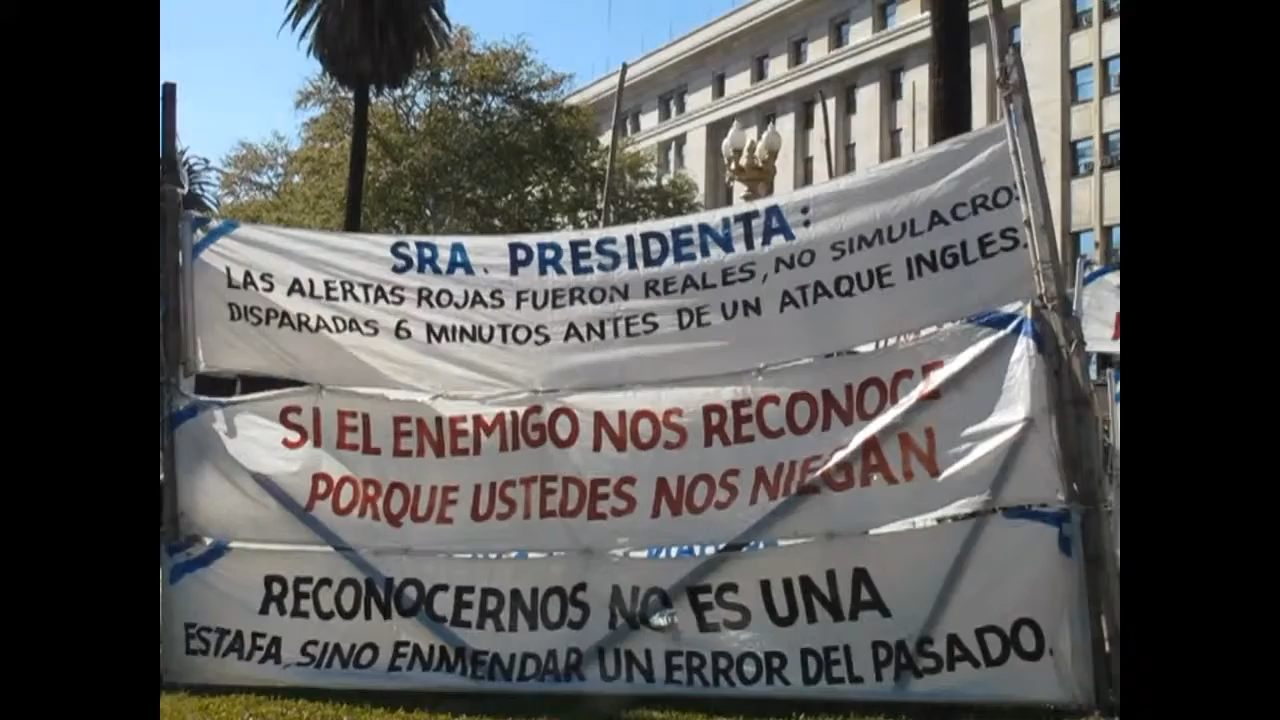 SRA. PRESIDENTA:
LAS ALERTAS ROJAS FUERON REALES, NO SIMULACROS
DISPARADAS 6 MINUTOS ANTES DE UN ATAQUE INGLES.
SI EL ENEMIGO NOS RECONOCE
PORQUE USTEDES NOS NIEGAN
RECONOCERNOS NO ES UNA
ESTAFA, SINO ENMENDAR UN ERROR DEL PASADO.